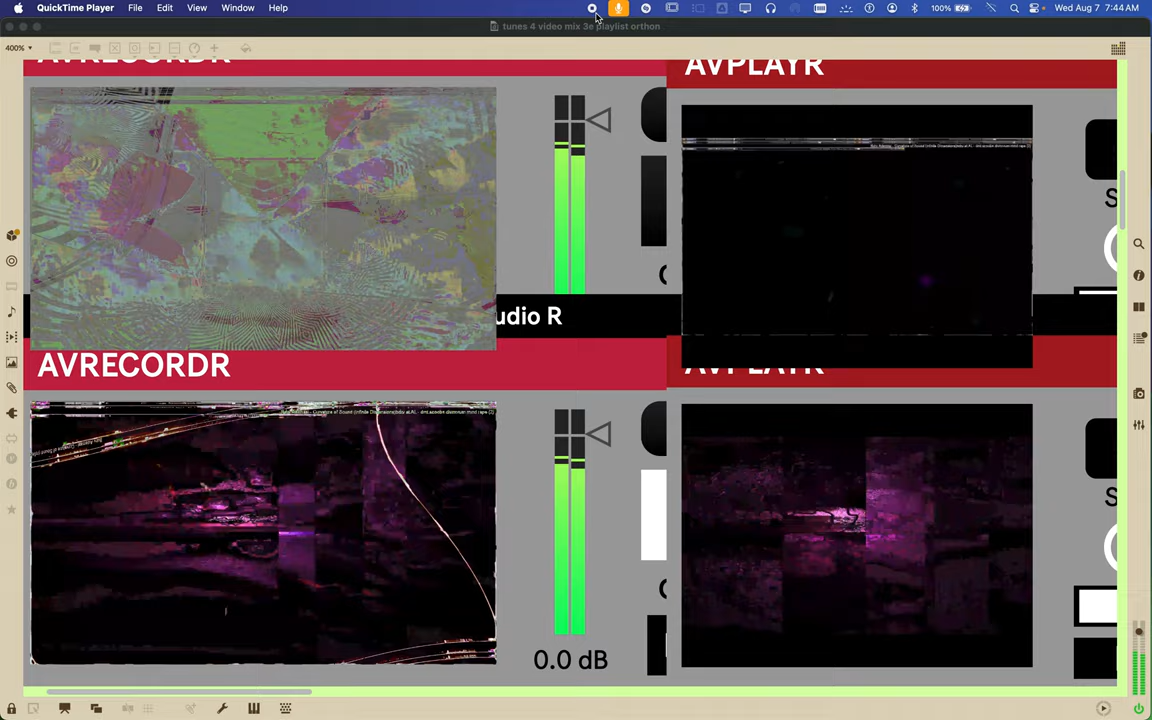 QuickTime Player File Edit View Window Help 100% Wed Aug 7 7:44 AM
tunes 4 video mix 3e playlist orthon
400%
AVRECORDR
AVPLAYR
S
udio R
AVRECORDR
AVPLAYR
S
0.0 dB